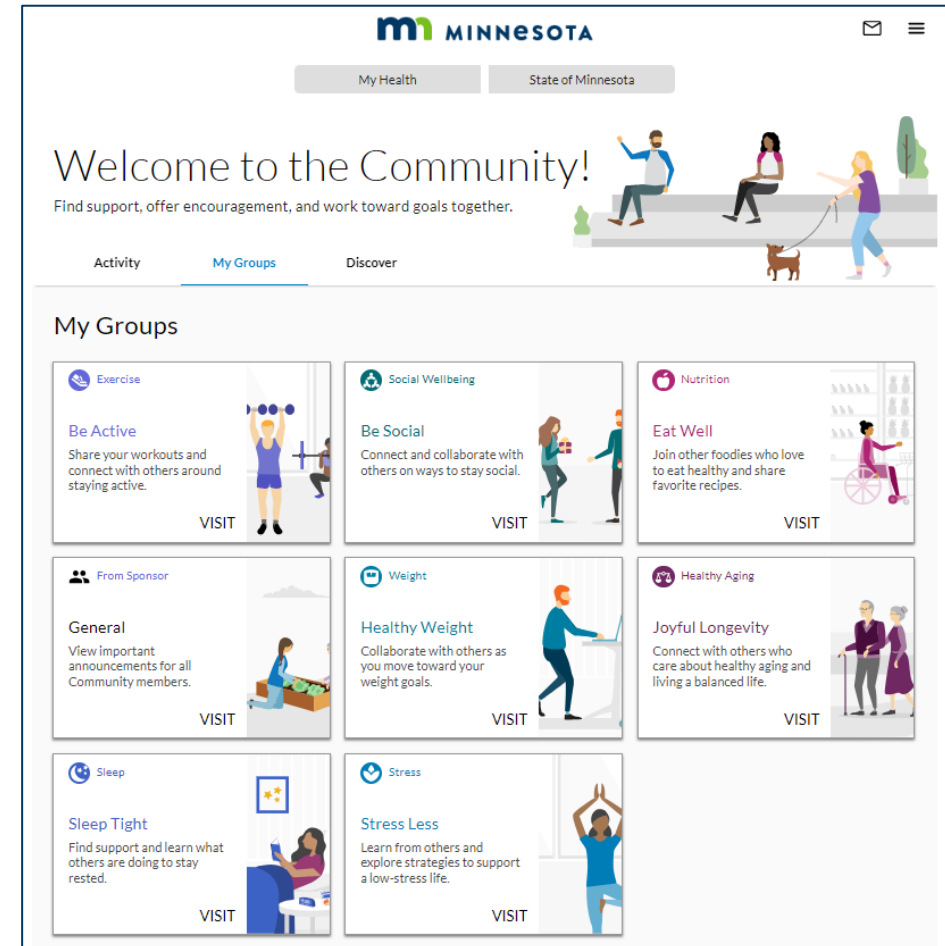 mn MINNESOTA
My Health
State of Minnesota
Welcome to the Community!
Find support, offer encouragement, and work toward goals together.
Activity
My Groups
Discover
My Groups
Exercise
Be Active
Share your workouts and
connect with others around
staying active.
VISIT
Social Wellbeing
Be Social
Connect and collaborate with
others on ways to stay social.
VISIT
Nutrition
Eat Well
Join other foodies who love
to eat healthy and share
favorite recipes.
VISIT
From Sponsor
General
View important
announcements for all
Community members.
VISIT
Weight
Healthy Weight
Collaborate with others as
you move toward your
weight goals.
VISIT
Healthy Aging
Joyful Longevity
Connect with others who
care about healthy aging and
living a balanced life.
VISIT
Sleep
Sleep Tight
Find support and learn what
others are doing to stay
rested.
VISIT
Stress
Stress Less
Learn from others and
explore strategies to support
a low-stress life.
VISIT